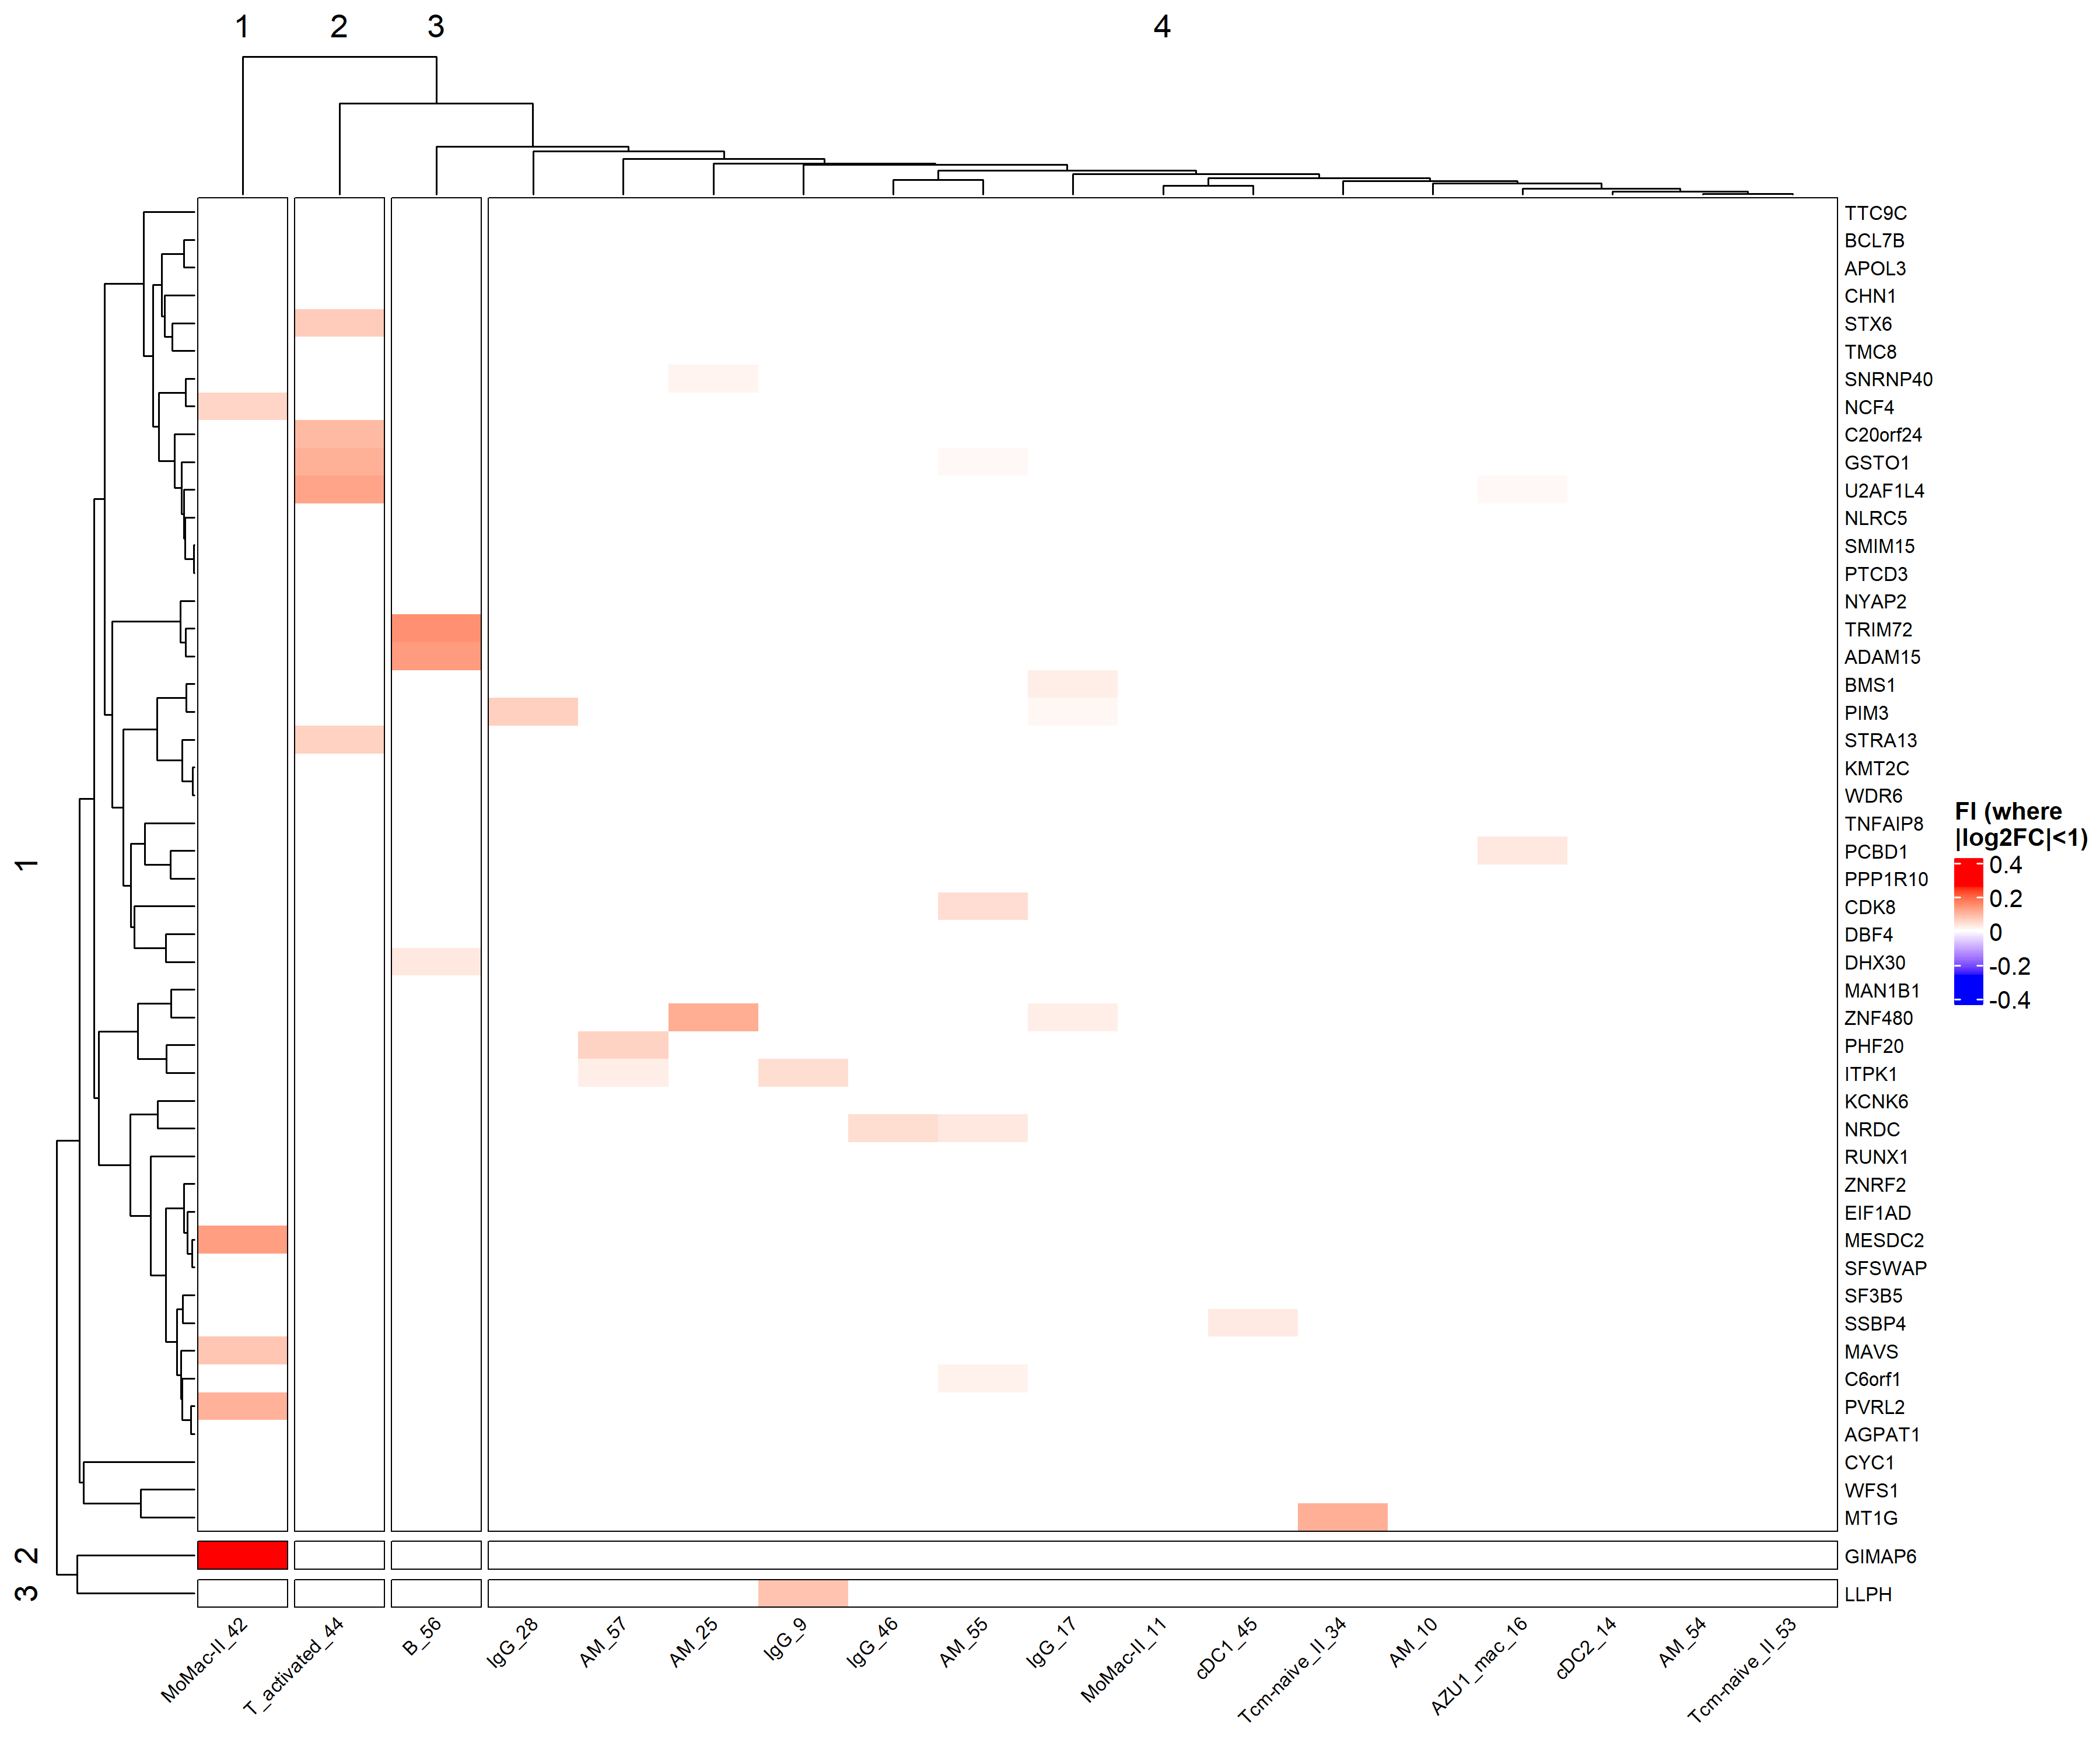 1 2 3 4
TTC9C
BCL7B
APOL3
CHN1
STX6
TMC8
SNRNP40
NCF4
C20orf24
GSTO1
U2AF1L4
NLRC5
SMIM15
PTCD3
NYAP2
TRIM72
ADAM15
BMS1
PIM3
STRA13
KMT2C
WDR6
TNFAIP8
PCBD1
PPP1R10
CDK8
DBF4
DHX30
MAN1B1
ZNF480
PHF20
ITPK1
KCNK6
NRDC
RUNX1
ZNRF2
EIF1AD
MESDC2
SFSWAP
SF3B5
SSBP4
MAVS
C6orf1
PVRL2
AGPAT1
CYC1
WFS1
MT1G
GIMAP6
LLPH
1
2
3
MoMac-II_42
T_activated_44
B_56
IgG_28
AM_57
AM_25
IgG_9
IgG_46
AM_55
IgG_17
MoMac-II_11
cDC1_45
Tcm-naive_II_34
AM_10
AZU1_mac_16
cDC2_14
AM_54
Tcm-naive_II_53
FI (where
|log2FC|<1)
0.4
0.2
0
-0.2
-0.4